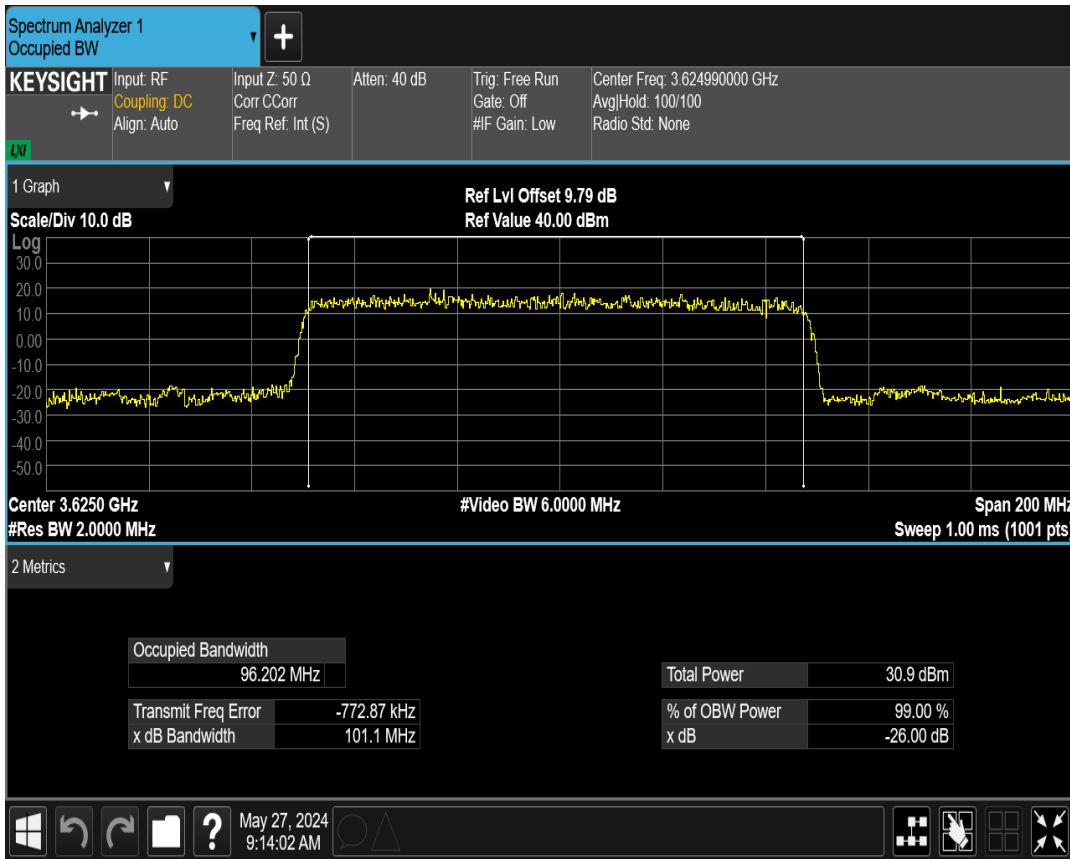 Spectrum Analyzer 1
Occupied BW
+
KEYSIGHT
Input: RF
Coupling: DC
Align: Auto
Input Z: 50 Ω
Corr CCorr
Freq Ref: Int (S)
Atten: 40 dB
Trig: Free Run
Gate: Off
#IF Gain: Low
Center Freq: 3.624990000 GHz
Avg|Hold: 100/100
Radio Std: None
LXI
1 Graph
Ref Lvl Offset 9.79 dB
Scale/Div 10.0 dB
Ref Value 40.00 dBm
Log
30.0
20.0
10.0
0.00
-10.0
-20.0
-30.0
-40.0
-50.0
Center 3.6250 GHz
#Video BW 6.0000 MHz
Span 200 MHz
#Res BW 2.0000 MHz
Sweep 1.00 ms (1001 pts)
2 Metrics
Occupied Bandwidth
96.202 MHz
Total Power 30.9 dBm
Transmit Freq Error -772.87 kHz
% of OBW Power 99.00 %
x dB Bandwidth 101.1 MHz
x dB -26.00 dB
?
May 27, 2024
9:14:02 AM